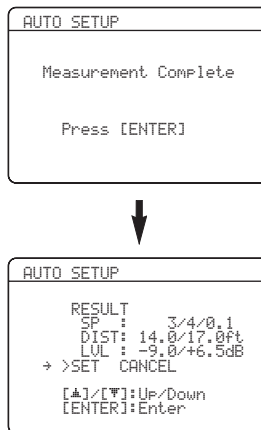 AUTO SETUP
Measurement Complete
Press [ENTER]
AUTO SETUP
RESULT
SP : 3/4/0.1
DIST: 14.0/17.0ft
LVL : -9.0/+6.5dB
→ >SET CANCEL
[▲]/[▼]:Up/Down
[ENTER]:Enter